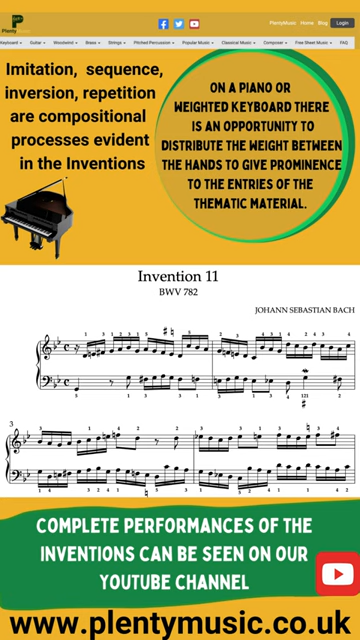 Plenty Music
PlentyMusic Home Blog Login
Keyboard Guitar Woodwind Brass Strings Pitched Percussion Popular Music Classical Music Composer Free Sheet Music FAQ
Imitation, sequence,
inversion, repetition
are compositional
processes evident
in the Inventions
ON A PIANO OR
WEIGHTED KEYBOARD THERE
IS AN OPPORTUNITY TO
DISTRIBUTE THE WEIGHT BETWEEN
THE HANDS TO GIVE PROMINENCE
TO THE ENTRIES OF THE
THEMATIC MATERIAL.
Invention 11
BWV 782
JOHANN SEBASTIAN BACH
3
COMPLETE PERFORMANCES OF THE
INVENTIONS CAN BE SEEN ON OUR
YOUTUBE CHANNEL
www.plentymusic.co.uk